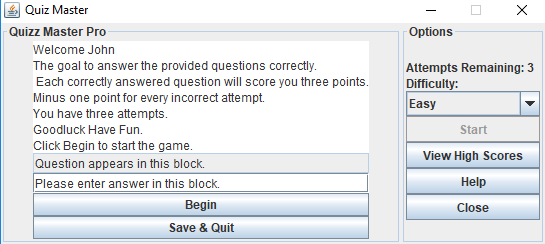 Quiz Master
Quizz Master Pro
Welcome John
The goal to answer the provided questions correctly.
Each correctly answered question will score you three points.
Minus one point for every incorrect attempt.
You have three attempts.
Goodluck Have Fun.
Click Begin to start the game.
Question appears in this block.
Please enter answer in this block.
Begin
Save & Quit
Options
Attempts Remaining: 3
Difficulty:
Easy
Start
View High Scores
Help
Close